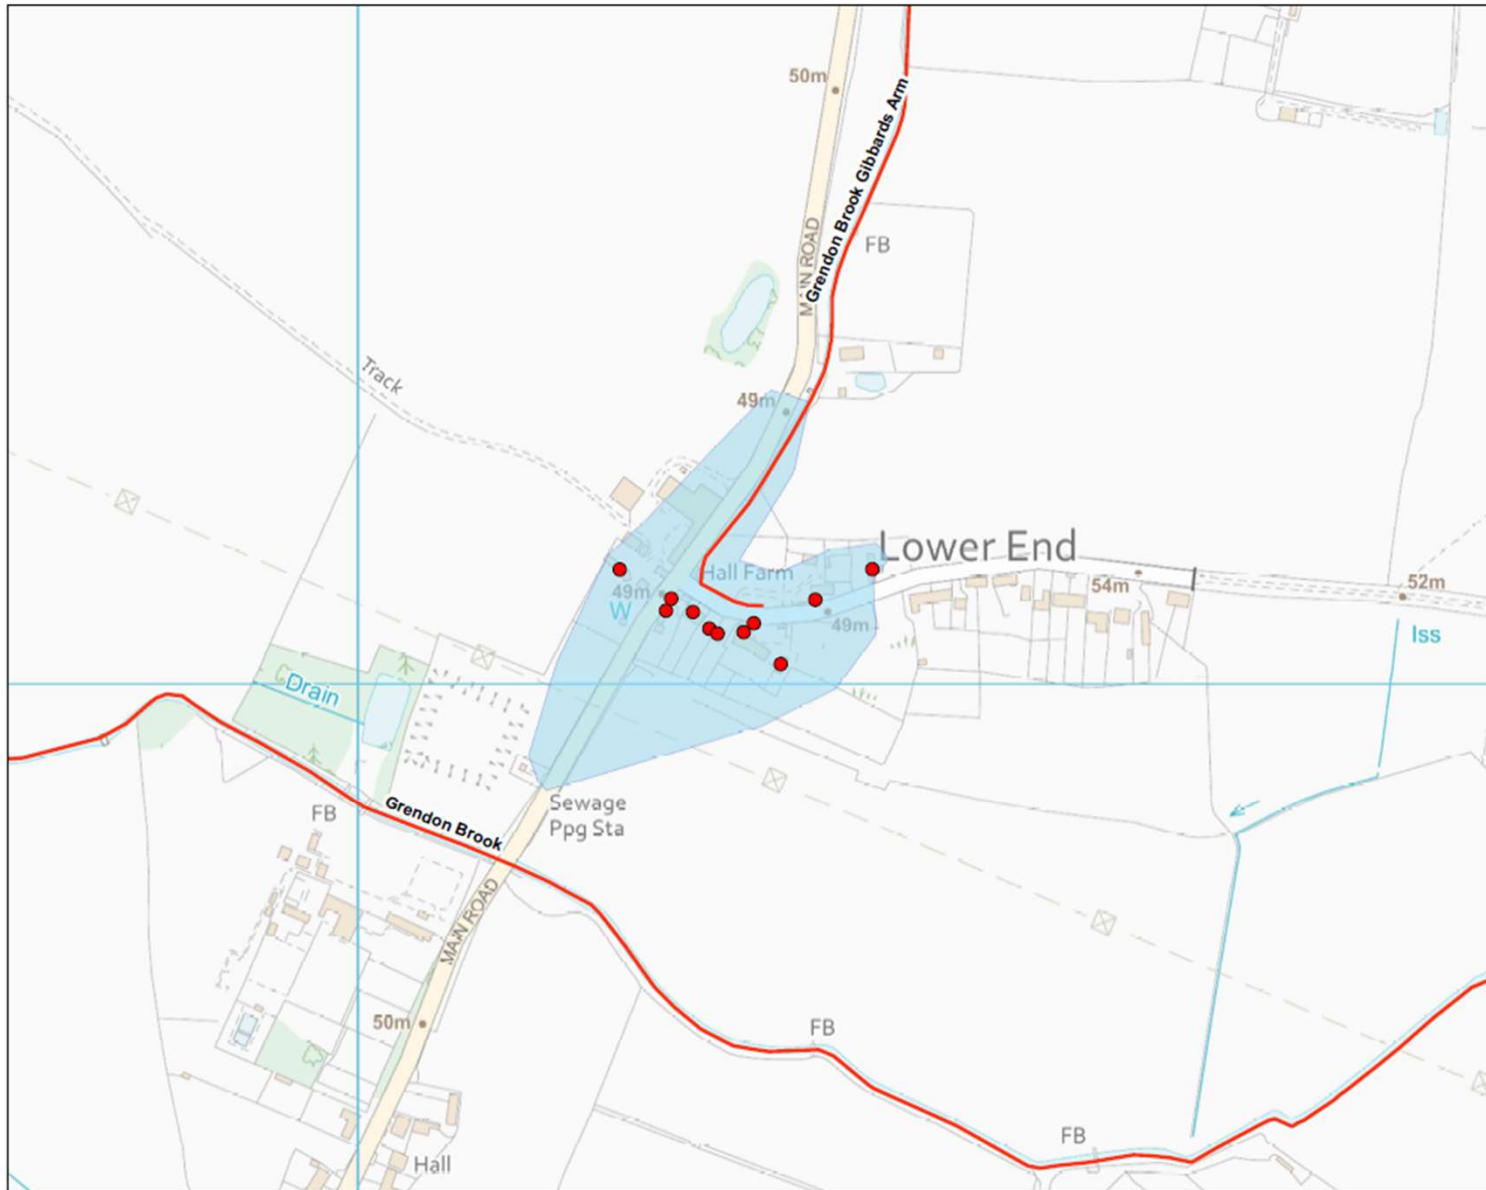 50m
Grendon Brook Gibbards Arm
MAIN ROAD
FB
Track
49m
Lower End
Hall Farm
49m
W
54m
52m
49m
Iss
Drain
Sewage
Ppg Sta
FB
Grendon Brook
MAIN ROAD
50m
FB
FB
Hall